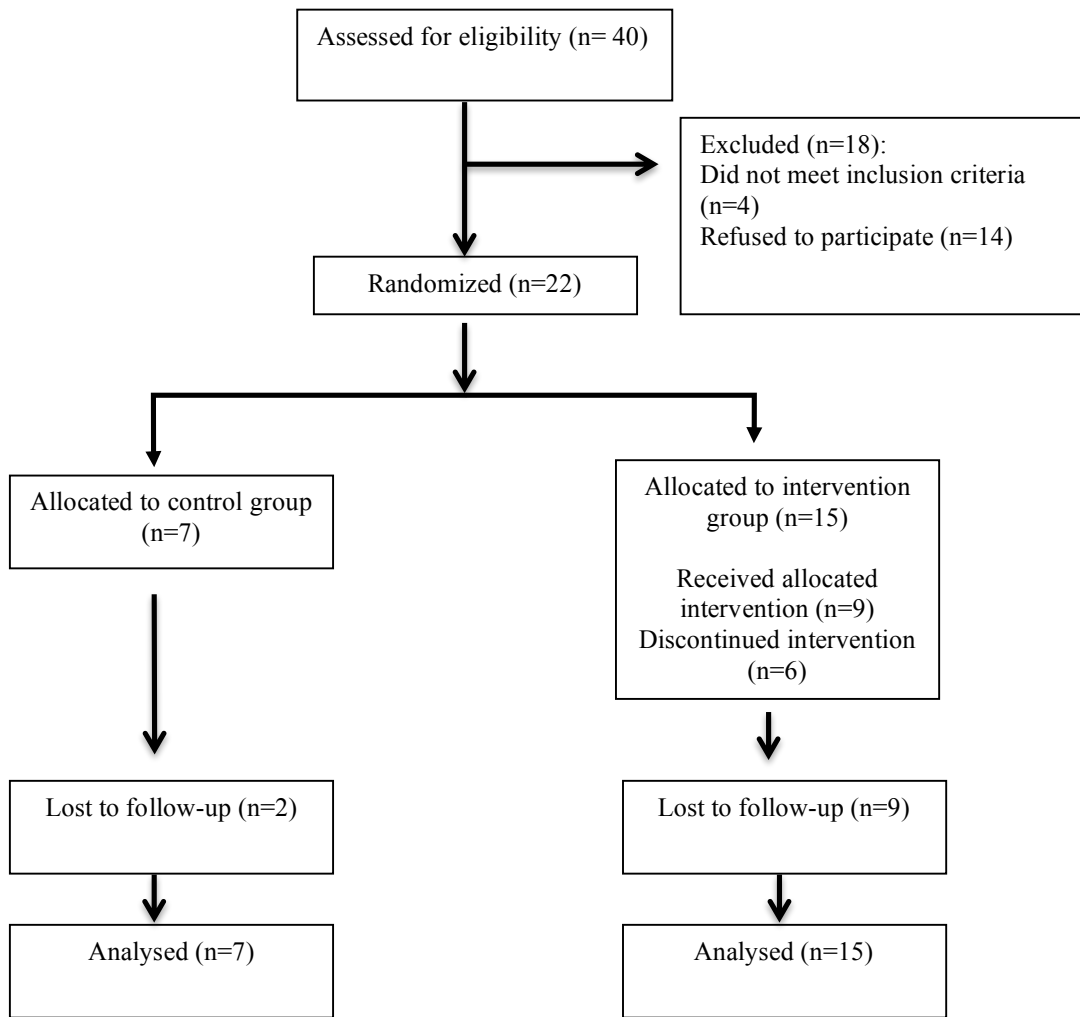 Assessed for eligibility (n= 40)
Excluded (n=18):
Did not meet inclusion criteria
(n=4)
Refused to participate (n=14)
Randomized (n=22)
Allocated to control group
(n=7)
Allocated to intervention
group (n=15)
Received allocated
intervention (n=9)
Discontinued intervention
(n=6)
Lost to follow-up (n=2)
Lost to follow-up (n=9)
Analysed (n=7)
Analysed (n=15)